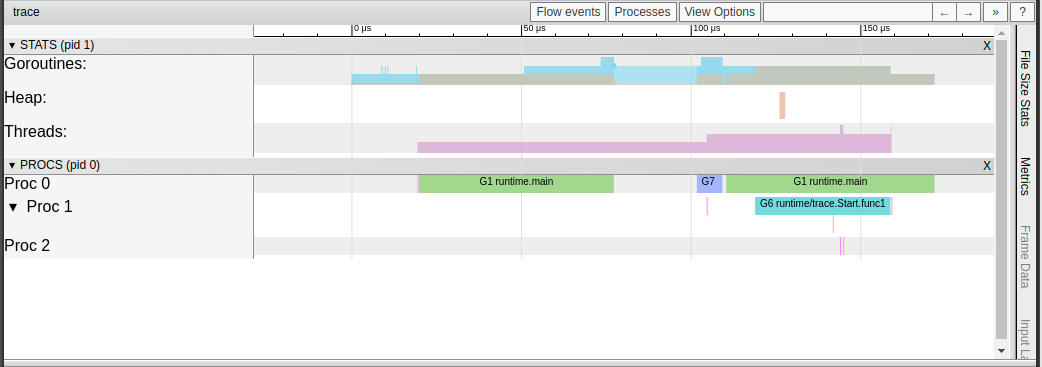 trace
Flow events Processes View Options ← → » ?
0 µs 50 µs 100 µs 150 µs
▼ STATS (pid 1) X
Goroutines:
Heap:
Threads:
▼ PROCS (pid 0) X
Proc 0 G1 runtime.main G7 G1 runtime.main
▼ Proc 1 G6 runtime/trace.Start.func1
Proc 2
File Size Stats
Metrics
Frame Data
Input La